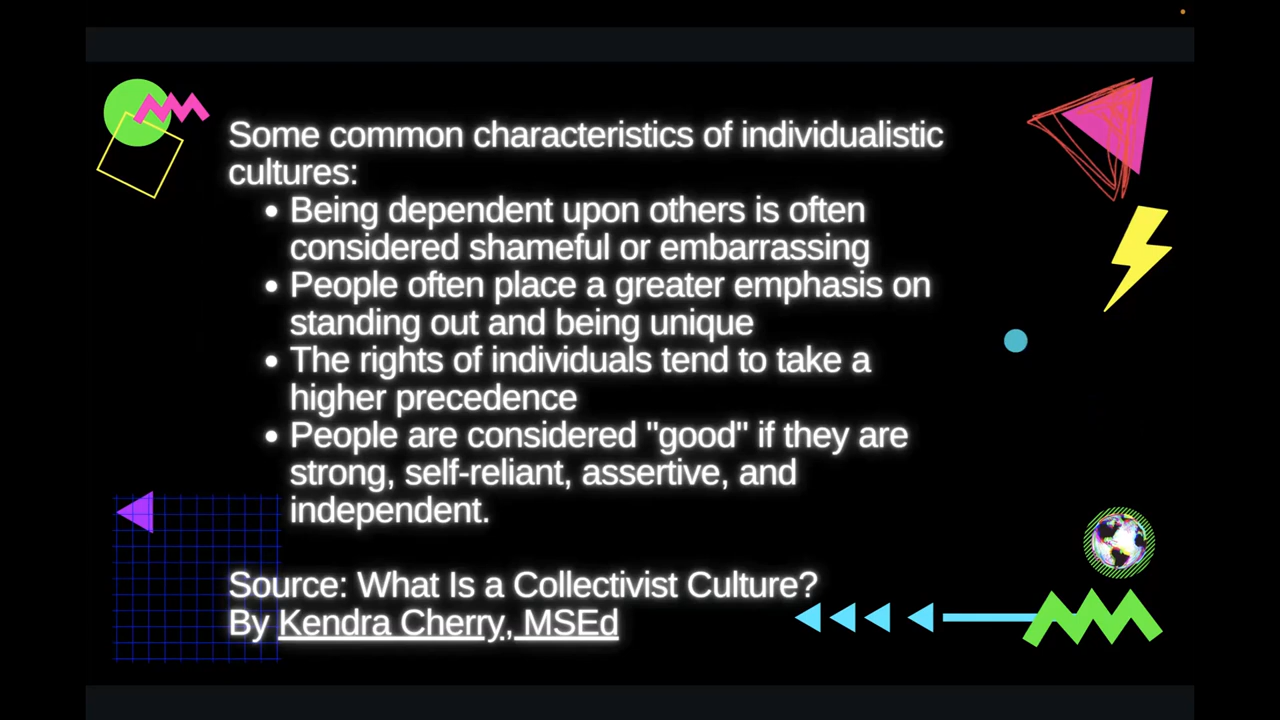 Some common characteristics of individualistic
cultures:
• Being dependent upon others is often
considered shameful or embarrassing
• People often place a greater emphasis on
standing out and being unique
• The rights of individuals tend to take a
higher precedence
• People are considered "good" if they are
strong, self-reliant, assertive, and
independent.
Source: What Is a Collectivist Culture?
By Kendra Cherry, MSEd